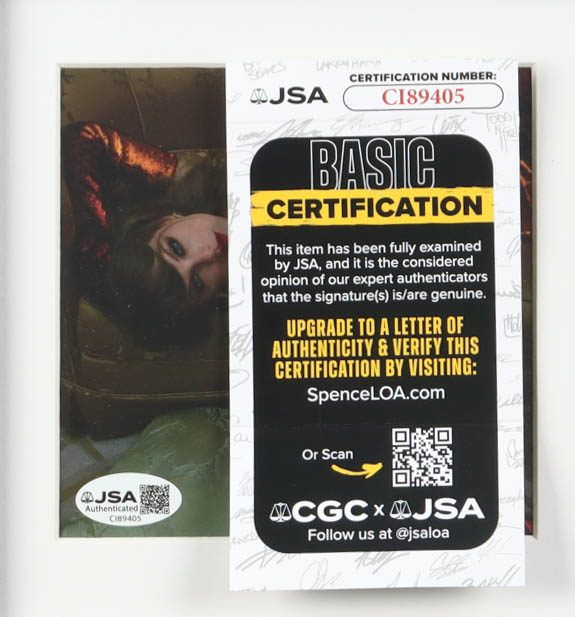 CERTIFICATION NUMBER:
JSA
CI89405
BASIC
CERTIFICATION
This item has been fully examined
by JSA, and it is the considered
opinion of our expert authenticators
that the signature(s) is/are genuine.
UPGRADE TO A LETTER OF
AUTHENTICITY & VERIFY THIS
CERTIFICATION BY VISITING:
SpenceLOA.com
Or Scan
CGC x JSA
Follow us at @jsaloa
JSA
Authenticated
CI89405